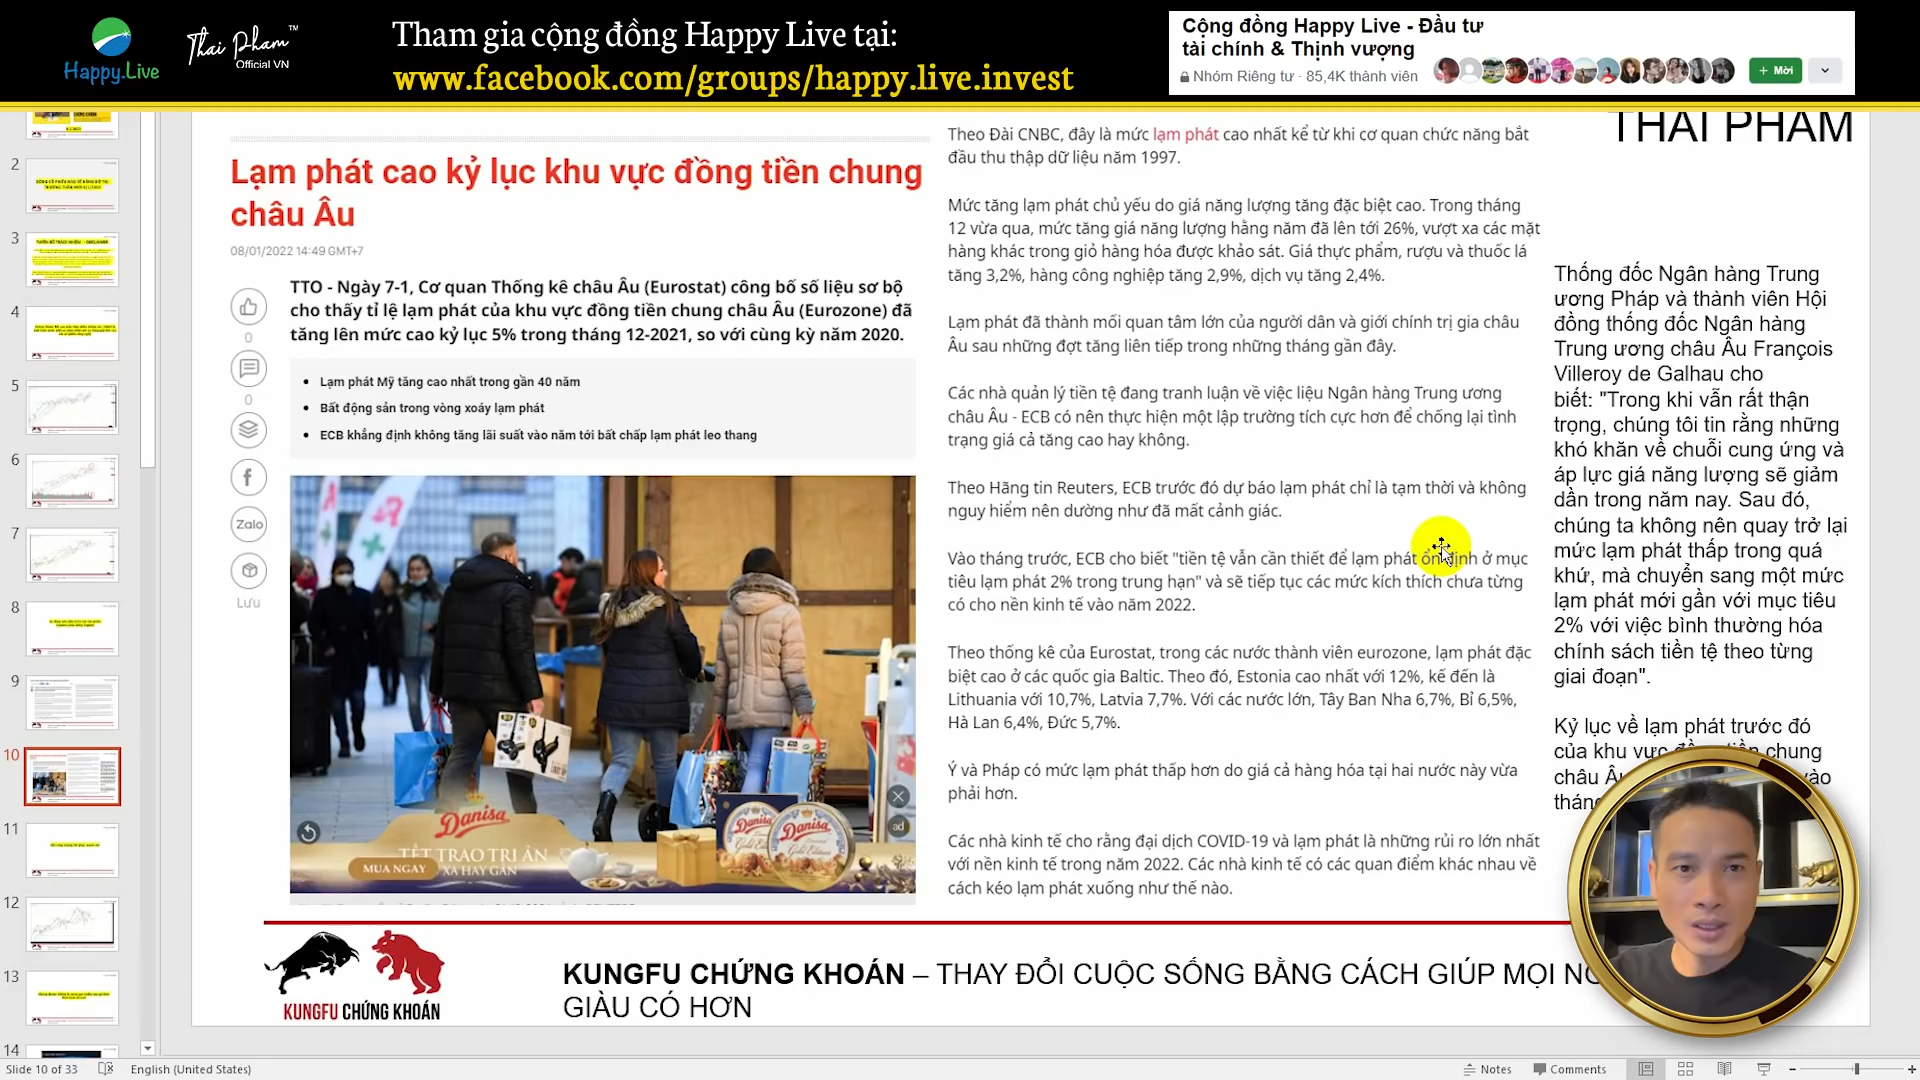 Happy.Live
Thai Pham™
Official VN
Tham gia cộng đồng Happy Live tại:
www.facebook.com/groups/happy.live.invest
Cộng đồng Happy Live - Đầu tư
tài chính & Thịnh vượng
Nhóm Riêng tư · 85,4K thành viên
+ Mời
THAI PHAM
2
3
4
5
6
7
8
9
10
11
12
13
14
Lạm phát cao kỷ lục khu vực đồng tiền chung
châu Âu
08/01/2022 14:49 GMT+7
TTO - Ngày 7-1, Cơ quan Thống kê châu Âu (Eurostat) công bố số liệu sơ bộ
cho thấy tỉ lệ lạm phát của khu vực đồng tiền chung châu Âu (Eurozone) đã
tăng lên mức cao kỷ lục 5% trong tháng 12-2021, so với cùng kỳ năm 2020.
0
0
Zalo
Lưu
• Lạm phát Mỹ tăng cao nhất trong gần 40 năm
• Bất động sản trong vòng xoáy lạm phát
• ECB khẳng định không tăng lãi suất vào năm tới bất chấp lạm phát leo thang
Danisa
TẾT TRAO TRI ÂN
XA HAY GẦN
MUA NGAY
Danisa
Danisa
ad
Theo Đài CNBC, đây là mức lạm phát cao nhất kể từ khi cơ quan chức năng bắt
đầu thu thập dữ liệu năm 1997.
Mức tăng lạm phát chủ yếu do giá năng lượng tăng đặc biệt cao. Trong tháng
12 vừa qua, mức tăng giá năng lượng hằng năm đã lên tới 26%, vượt xa các mặt
hàng khác trong giỏ hàng hóa được khảo sát. Giá thực phẩm, rượu và thuốc lá
tăng 3,2%, hàng công nghiệp tăng 2,9%, dịch vụ tăng 2,4%.
Lạm phát đã thành mối quan tâm lớn của người dân và giới chính trị gia châu
Âu sau những đợt tăng liên tiếp trong những tháng gần đây.
Các nhà quản lý tiền tệ đang tranh luận về việc liệu Ngân hàng Trung ương
châu Âu - ECB có nên thực hiện một lập trường tích cực hơn để chống lại tình
trạng giá cả tăng cao hay không.
Theo Hãng tin Reuters, ECB trước đó dự báo lạm phát chỉ là tạm thời và không
nguy hiểm nên dường như đã mất cảnh giác.
Vào tháng trước, ECB cho biết "tiền tệ vẫn cần thiết để lạm phát ổn định ở mục
tiêu lạm phát 2% trong trung hạn" và sẽ tiếp tục các mức kích thích chưa từng
có cho nền kinh tế vào năm 2022.
Theo thống kê của Eurostat, trong các nước thành viên eurozone, lạm phát đặc
biệt cao ở các quốc gia Baltic. Theo đó, Estonia cao nhất với 12%, kế đến là
Lithuania với 10,7%, Latvia 7,7%. Với các nước lớn, Tây Ban Nha 6,7%, Bỉ 6,5%,
Hà Lan 6,4%, Đức 5,7%.
Ý và Pháp có mức lạm phát thấp hơn do giá cả hàng hóa tại hai nước này vừa
phải hơn.
Các nhà kinh tế cho rằng đại dịch COVID-19 và lạm phát là những rủi ro lớn nhất
với nền kinh tế trong năm 2022. Các nhà kinh tế có các quan điểm khác nhau về
cách kéo lạm phát xuống như thế nào.
Thống đốc Ngân hàng Trung
ương Pháp và thành viên Hội
đồng thống đốc Ngân hàng
Trung ương châu Âu François
Villeroy de Galhau cho
biết: "Trong khi vẫn rất thận
trọng, chúng tôi tin rằng những
khó khăn về chuỗi cung ứng và
áp lực giá năng lượng sẽ giảm
dần trong năm nay. Sau đó,
chúng ta không nên quay trở lại
mức lạm phát thấp trong quá
khứ, mà chuyển sang một mức
lạm phát mới gần với mục tiêu
2% với việc bình thường hóa
chính sách tiền tệ theo từng
giai đoạn".
Kỷ lục về lạm phát trước đó
của khu vực chung
châu
KUNGFU CHỨNG KHOÁN
KUNGFU CHỨNG KHOÁN – THAY ĐỔI CUỘC SỐNG BẰNG CÁCH GIÚP MỌI
GIÀU CÓ HƠN
Slide 10 of 33
English (United States)
Notes
Comments